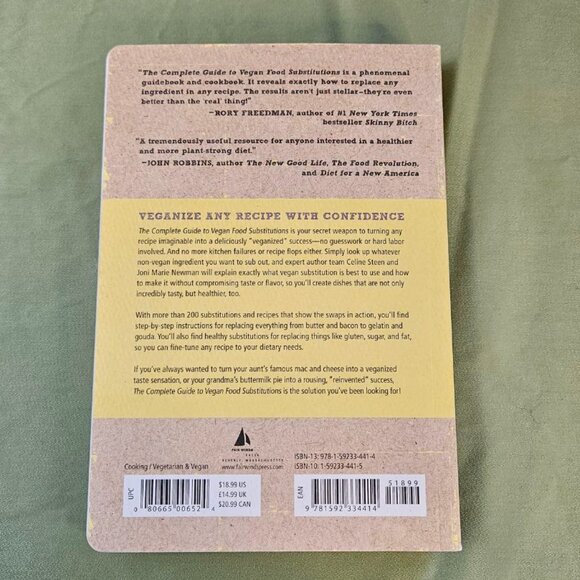 "The Complete Guide to Vegan Food Substitutions is a phenomenal
guidebook and cookbook. It reveals exactly how to replace any
ingredient in any recipe. The results aren't just stellar—they're even
better than the 'real' thing!"
—RORY FREEDMAN, author of #1 New York Times
bestseller Skinny Bitch
"A tremendously useful resource for anyone interested in a healthier
and more plant-strong diet."
—JOHN ROBBINS, author The New Good Life, The Food Revolution,
and Diet for a New America
VEGANIZE ANY RECIPE WITH CONFIDENCE
The Complete Guide to Vegan Food Substitutions is your secret weapon to turning any
recipe imaginable into a deliciously "veganized" success—no guesswork or hard labor
involved. And no more kitchen failures or recipe flops either. Simply look up whatever
non-vegan ingredient you want to sub out, and expert author team Celine Steen and
Joni Marie Newman will explain exactly what vegan substitution is best to use and how
to make it without compromising taste or flavor, so you'll create dishes that are not only
incredibly tasty, but healthier, too.
With more than 200 substitutions and recipes that show the swaps in action, you'll find
step-by-step instructions for replacing everything from butter and bacon to gelatin and
gouda. You'll also find healthy substitutions for replacing things like gluten, sugar, and fat,
so you can fine-tune any recipe to your dietary needs.
If you've always wanted to turn your aunt's famous mac and cheese into a veganized
taste sensation, or your grandma's buttermilk pie into a rousing, "reinvented" success,
The Complete Guide to Vegan Food Substitutions is the solution you've been looking for!
FAIR WINDS
PRESS
BEVERLY, MASSACHUSETTS
Cooking / Vegetarian & Vegan
www.fairwindspress.com
ISBN-13: 978-1-59233-441-4
ISBN-10: 1-59233-441-5
UPC
0 80665 00652 4
$18.99 US
£14.99 UK
$20.99 CAN
EAN
9 781592 334414
51899